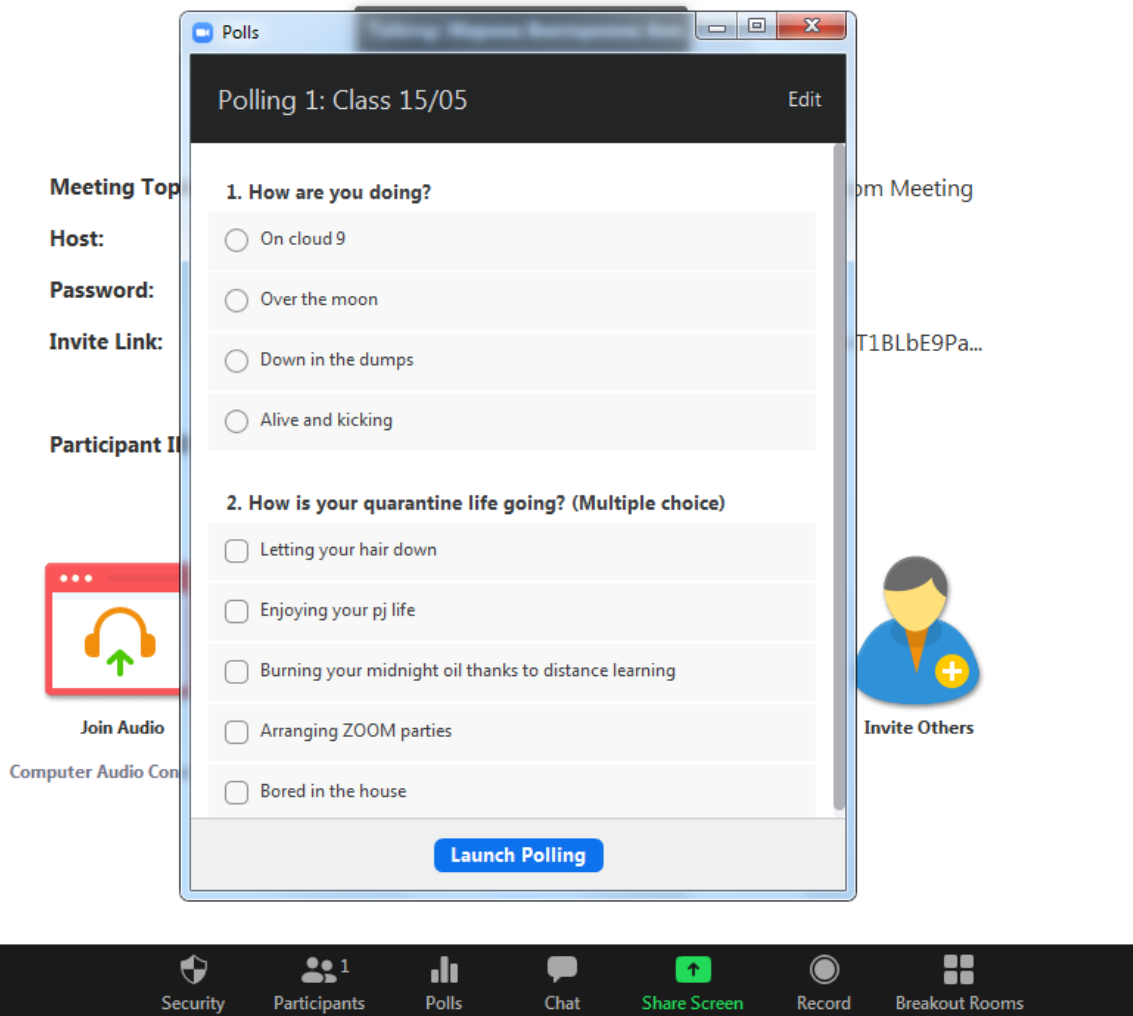 Polls
Polling 1: Class 15/05
Edit
Meeting Top
om Meeting
Host:
Password:
Invite Link:
T1BLbE9Pa...
Participant I
1. How are you doing?
On cloud 9
Over the moon
Down in the dumps
Alive and kicking
2. How is your quarantine life going? (Multiple choice)
Letting your hair down
Enjoying your pj life
Burning your midnight oil thanks to distance learning
Arranging ZOOM parties
Bored in the house
Launch Polling
Join Audio
Computer Audio Con
Invite Others
Security
Participants
1
Polls
Chat
Share Screen
Record
Breakout Rooms